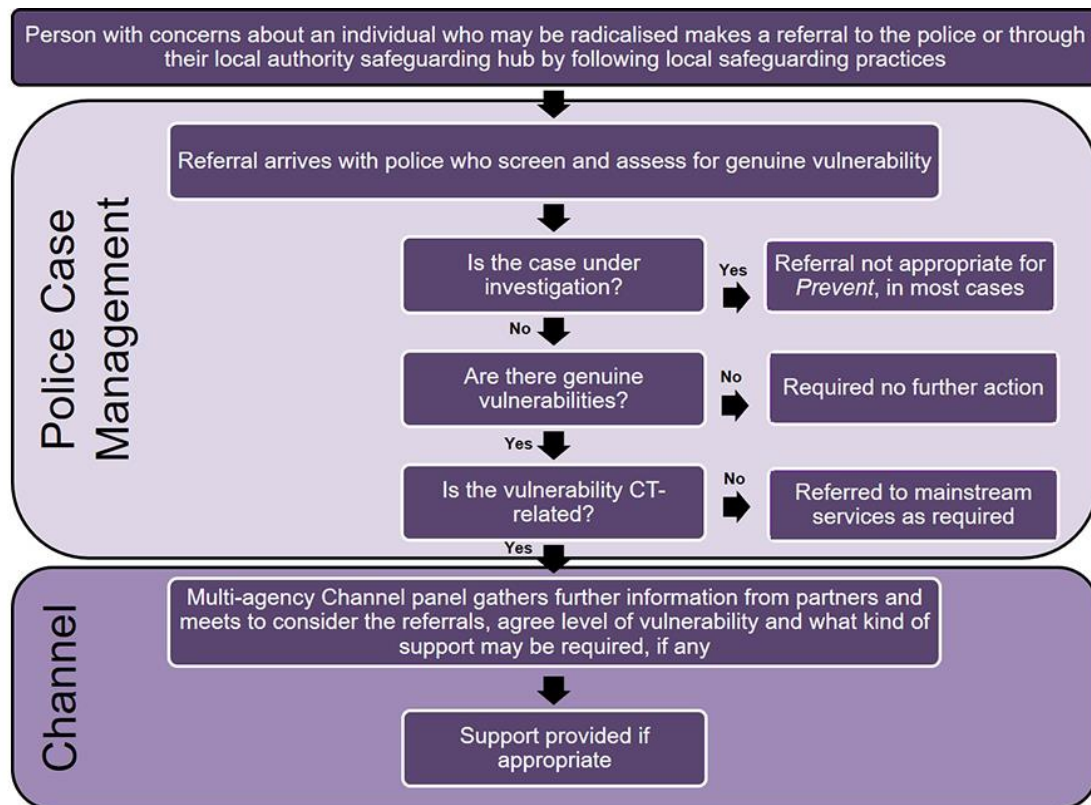 Person with concerns about an individual who may be radicalised makes a referral to the police or through
their local authority safeguarding hub by following local safeguarding practices
Police Case
Management
Referral arrives with police who screen and assess for genuine vulnerability
Is the case under
investigation?
Yes
Referral not appropriate for
Prevent, in most cases
No
Are there genuine
vulnerabilities?
No
Required no further action
Yes
Is the vulnerability CT-
related?
No
Referred to mainstream
services as required
Yes
Channel
Multi-agency Channel panel gathers further information from partners and
meets to consider the referrals, agree level of vulnerability and what kind of
support may be required, if any
Support provided if
appropriate